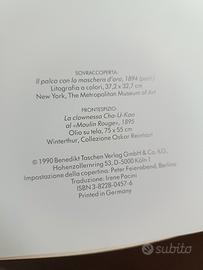 SOVRACCOPERTA:
Il palco con la maschera d'oro, 1894 (part.)
Litografia a colori, 37,2 x 32,7 cm
New York, The Metropolitan Museum of Art
FRONTESPIZIO:
La clownessa Cha-U-Kao
al «Moulin Rouge», 1895
Olio su tela, 75 x 55 cm
Winterthur, Collezione Oskar Reinhart
© 1990 Benedikt Taschen Verlag GmbH & Co. KG,
Hohenzollernring 53, D-5000 Köln 1
Impostazione della copertina: Peter Feierabend, Berlino
Traduzione: Irene Pacini
ISBN 3-8228-0457-6
Printed in Germany
subito